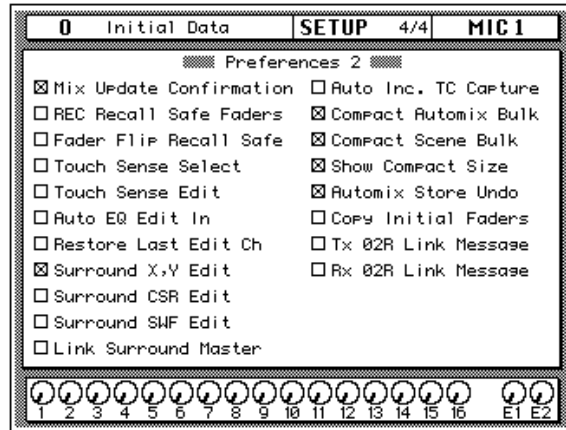 0 Initial Data SETUP 4/4 MIC 1
Preferences 2
Mix Update Confirmation
REC Recall Safe Faders
Fader Flip Recall Safe
Touch Sense Select
Touch Sense Edit
Auto EQ Edit In
Restore Last Edit Ch
Surround X,Y Edit
Surround CSR Edit
Surround SWF Edit
Link Surround Master
Auto Inc. TC Capture
Compact Automix Bulk
Compact Scene Bulk
Show Compact Size
Automix Store Undo
Copy Initial Faders
Tx 02R Link Message
Rx 02R Link Message
1 2 3 4 5 6 7 8 9 10 11 12 13 14 15 16 E1 E2